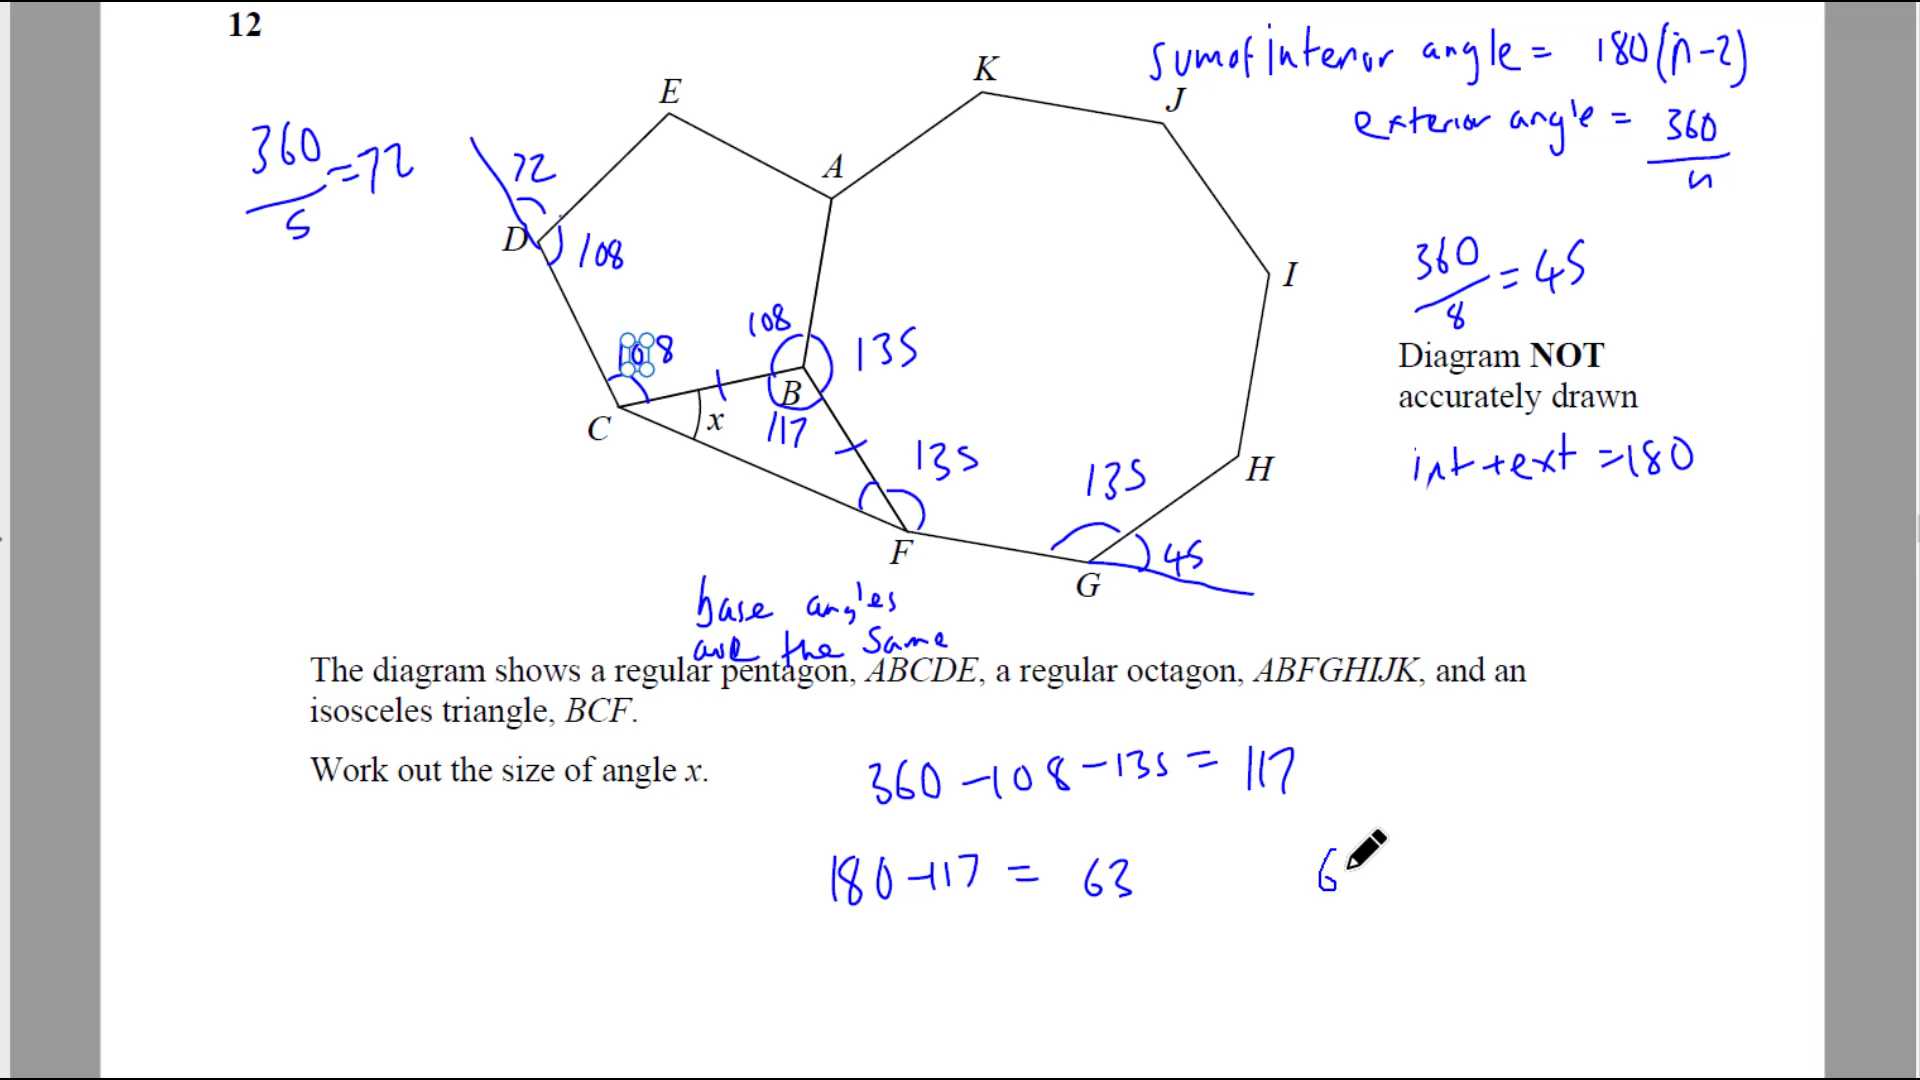 12
sum of interior angle = 180(n-2)
exterior angle = 360/n
360/5 = 72
E
K
J
A
72
D
108
I
360/8 = 45
Diagram NOT
accurately drawn
int + ext = 180
108
108
135
C
x
B
117
135
135
H
F
45
G
base angles
are the same
The diagram shows a regular pentagon, ABCDE, a regular octagon, ABFGHIJK, and an
isosceles triangle, BCF.
Work out the size of angle x.
360 - 108 - 135 = 117
180 - 117 = 63
6